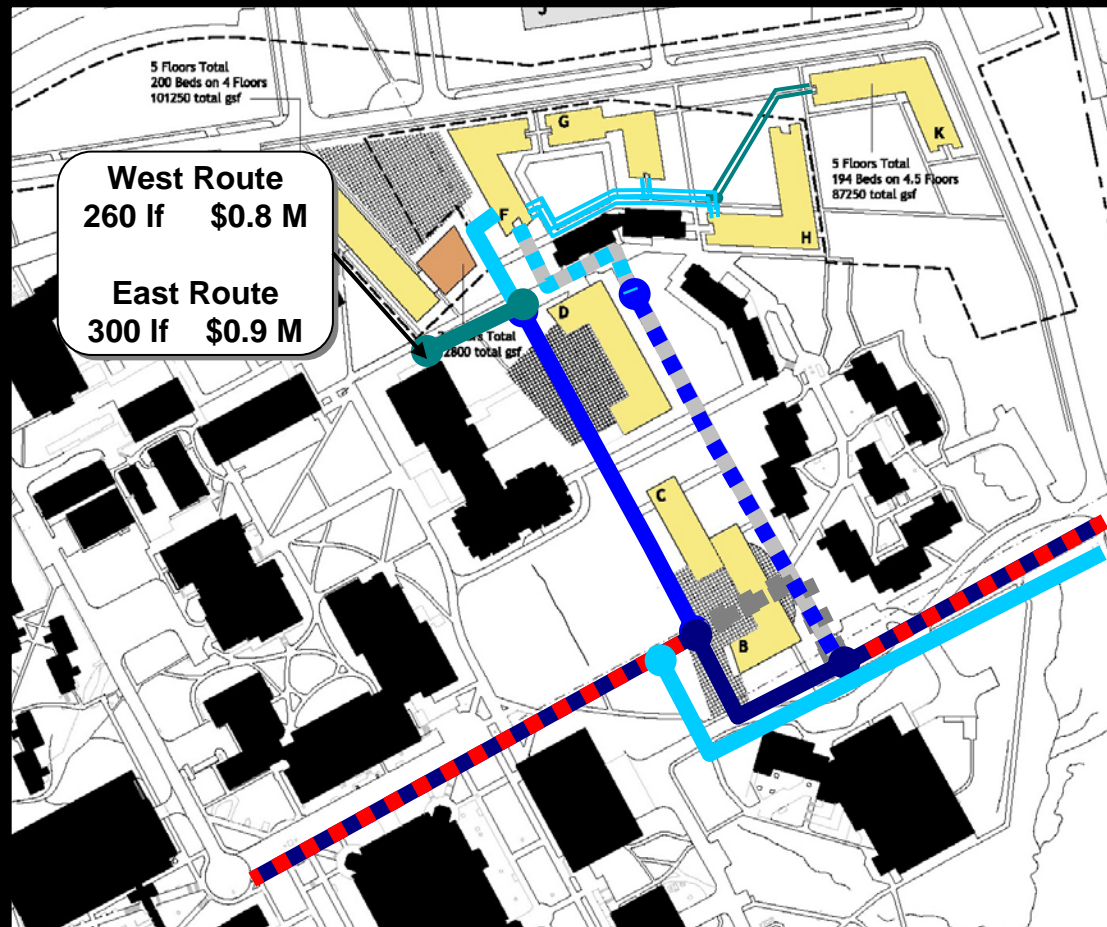 J
5 Floors Total
200 Beds on 4 Floors
101250 total gsf
G
K
5 Floors Total
194 Beds on 4.5 Floors
87250 total gsf
West Route
260 lf $0.8 M
East Route
300 lf $0.9 M
F
H
D
Total
2800 total gsf
C
B